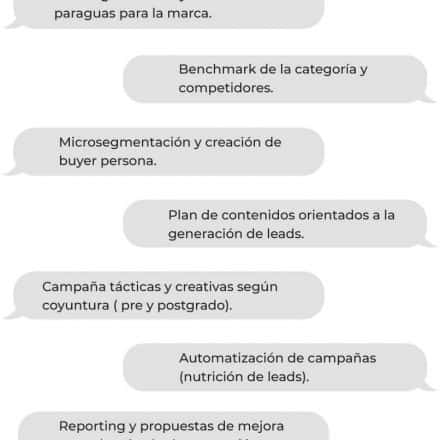 paraguas para la marca.
Benchmark de la categoría y
competidores.
Microsegmentación y creación de
buyer persona.
Plan de contenidos orientados a la
generación de leads.
Campaña tácticas y creativas según
coyuntura ( pre y postgrado).
Automatización de campañas
(nutrición de leads).
Reporting y propuestas de mejora